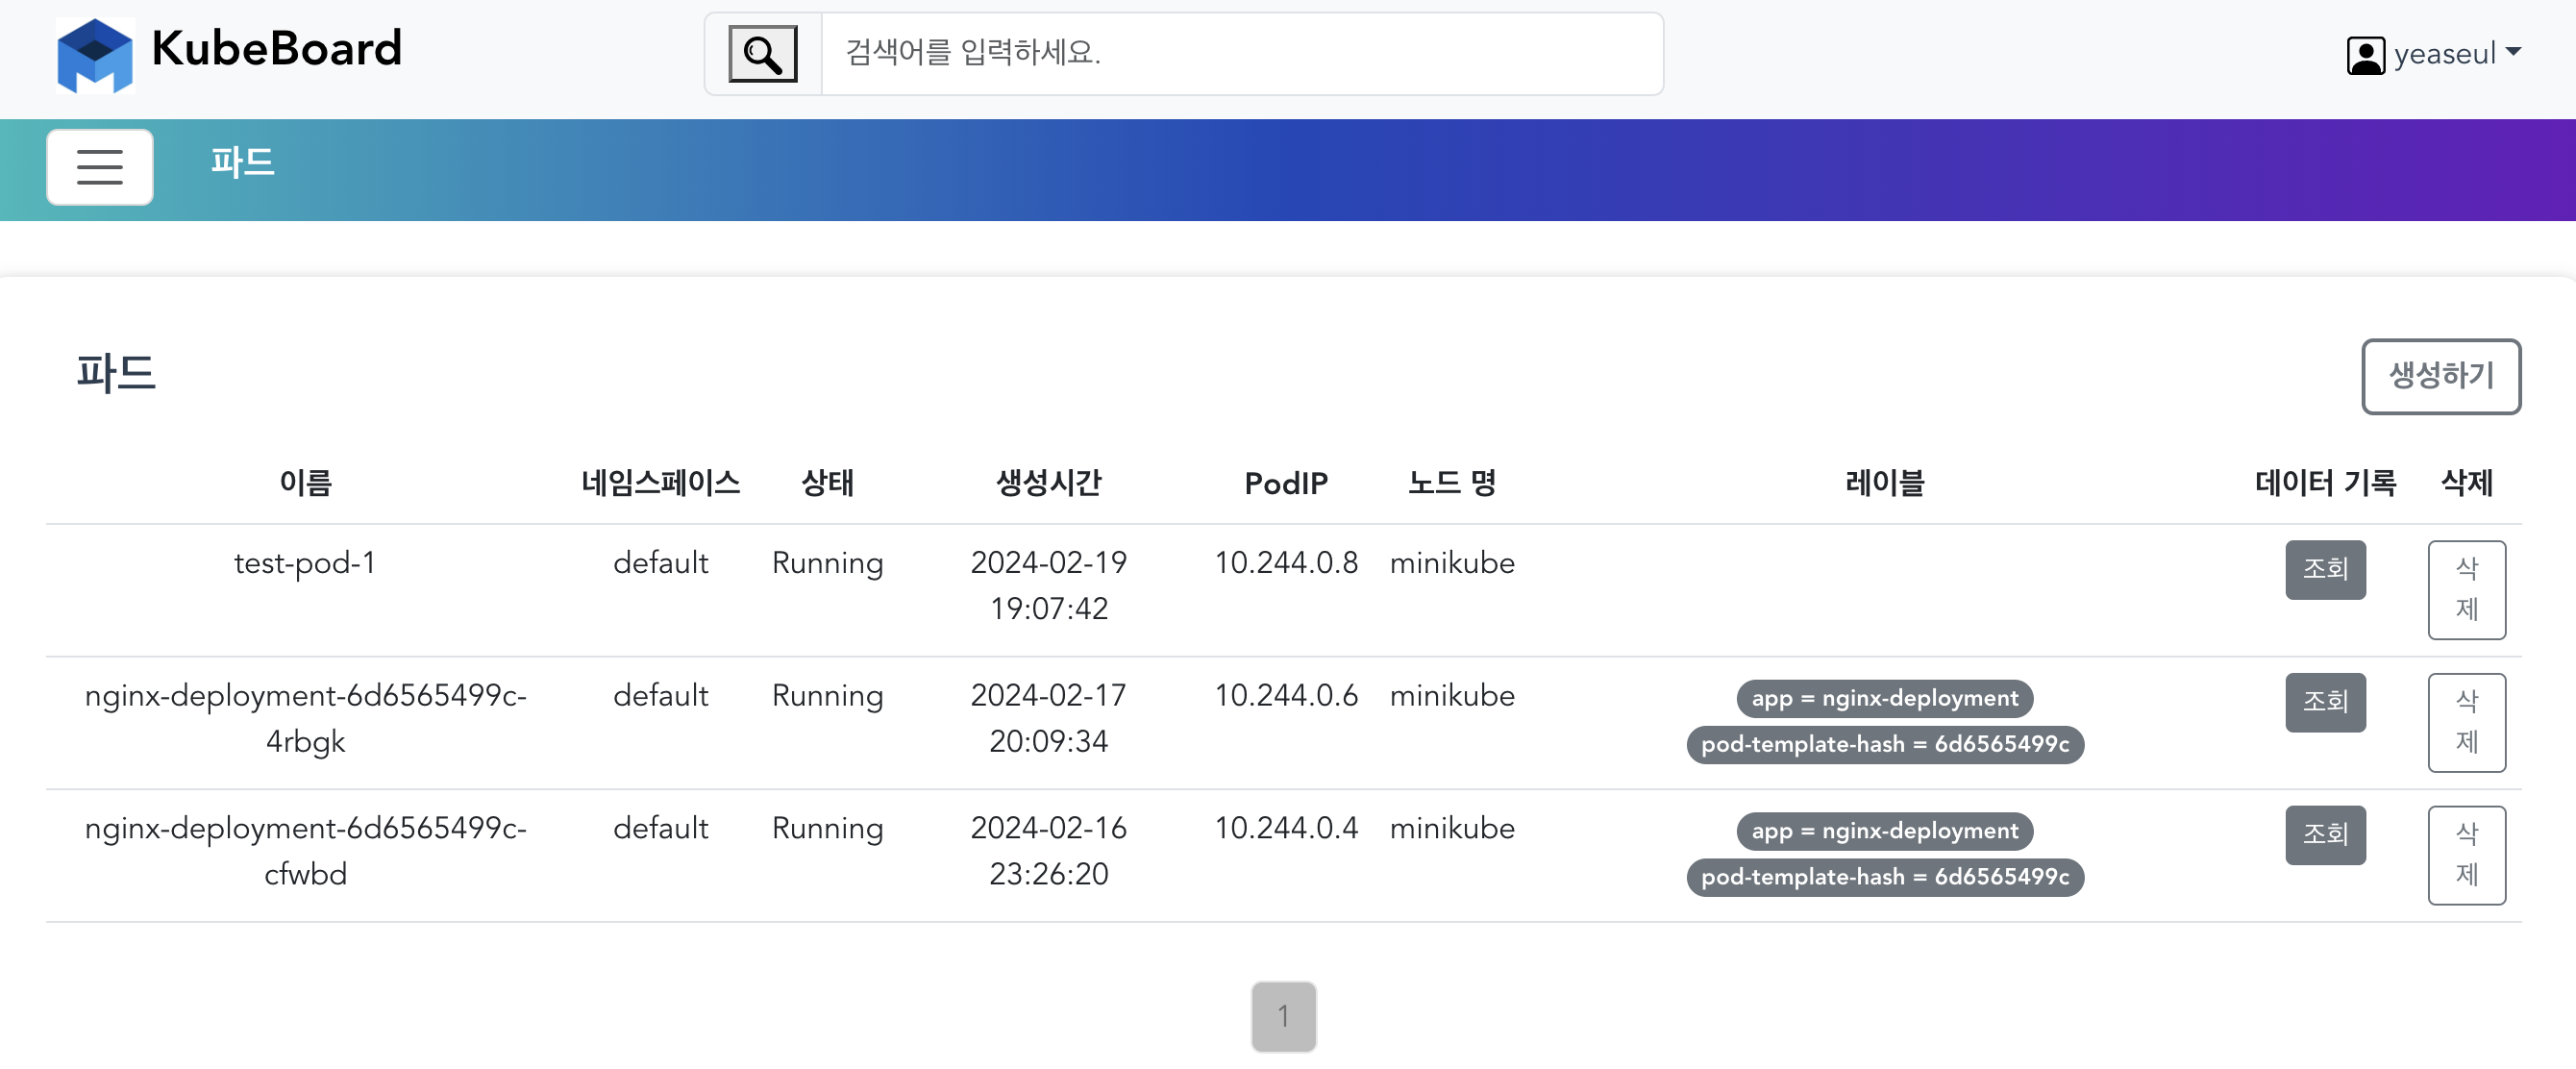 KubeBoard
검색어를 입력하세요.
yeaseul
파드
파드
생성하기
이름 네임스페이스 상태 생성시간 PodIP 노드 명 레이블 데이터 기록 삭제
test-pod-1 default Running 2024-02-19 10.244.0.8 minikube 조회 삭
19:07:42 제
nginx-deployment-6d6565499c- default Running 2024-02-17 10.244.0.6 minikube app = nginx-deployment 조회 삭
4rbgk 20:09:34 pod-template-hash = 6d6565499c 제
nginx-deployment-6d6565499c- default Running 2024-02-16 10.244.0.4 minikube app = nginx-deployment 조회 삭
cfwbd 23:26:20 pod-template-hash = 6d6565499c 제
1